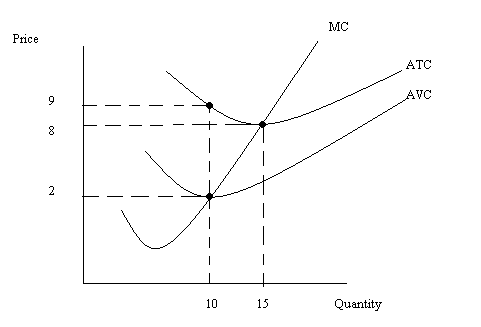 MC
Price
ATC
9
AVC
8
2
10 15 Quantity